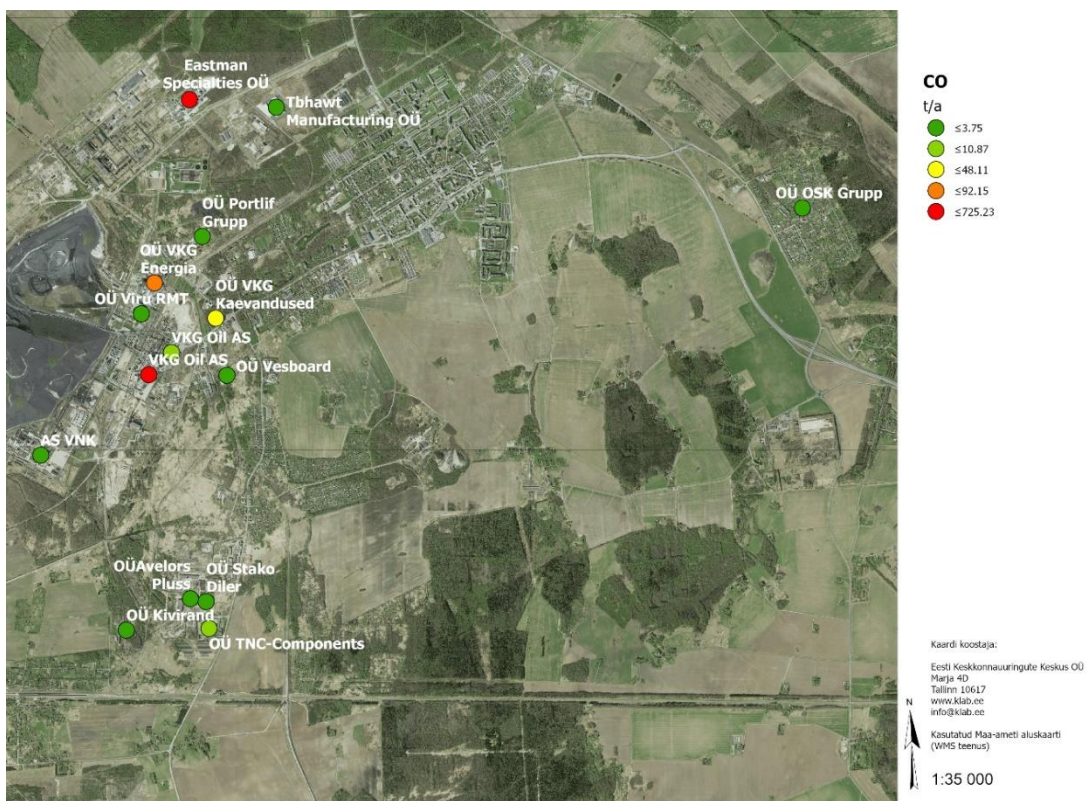 Eastman
Specialties OÜ
Tbhawt
Manufacturing OÜ
OÜ OSK Grupp
OÜ Portlif
Grupp
OÜ VKG
Energia
OÜ VKG
Kaevandused
OÜ Viru RMT
VKG Oil AS
VKG Oil AS
OÜ Vesboard
AS VNK
OÜAvelors
Pluss
OÜ Stako
Diler
OÜ Kivirand
OÜ TNC-Components
CO
t/a
≤3.75
≤10.87
≤48.11
≤92.15
≤725.23
Kaardi koostaja:
Eesti Keskkonnauuringute Keskus OÜ
Marja 4D
Tallinn 10617
www.klab.ee
info@klab.ee
Kasutatud Maa-ameti aluskaarti
(WMS teenus)
N
1:35 000